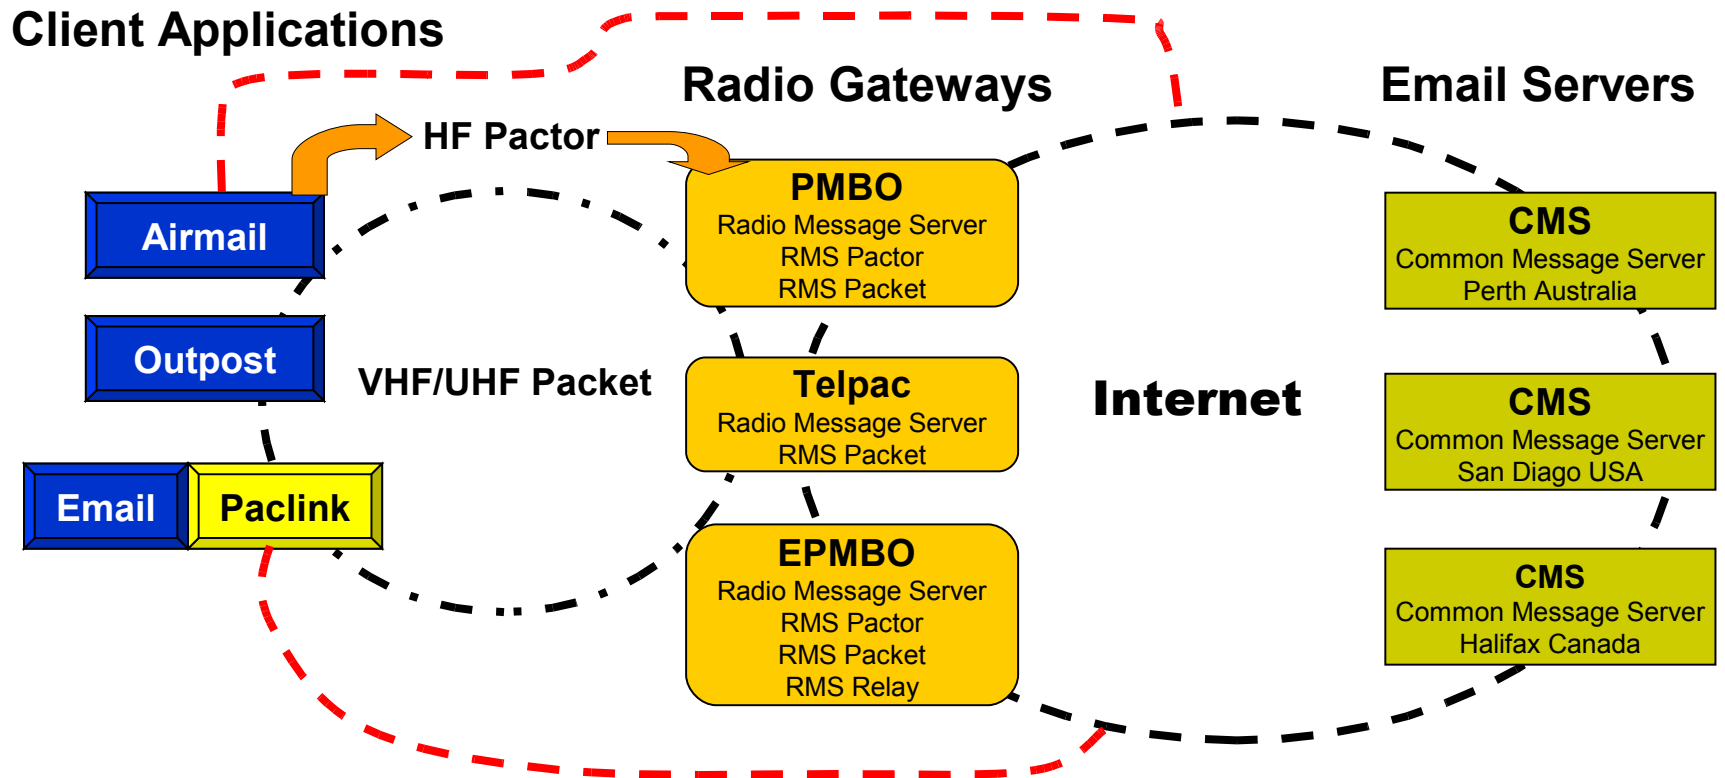 Client Applications
Radio Gateways
Email Servers
HF Pactor
Airmail
Outpost
Email
Paclink
VHF/UHF Packet
PMBO
Radio Message Server
RMS Pactor
RMS Packet
Telpac
Radio Message Server
RMS Packet
EPMBO
Radio Message Server
RMS Pactor
RMS Packet
RMS Relay
Internet
CMS
Common Message Server
Perth Australia
CMS
Common Message Server
San Diago USA
CMS
Common Message Server
Halifax Canada